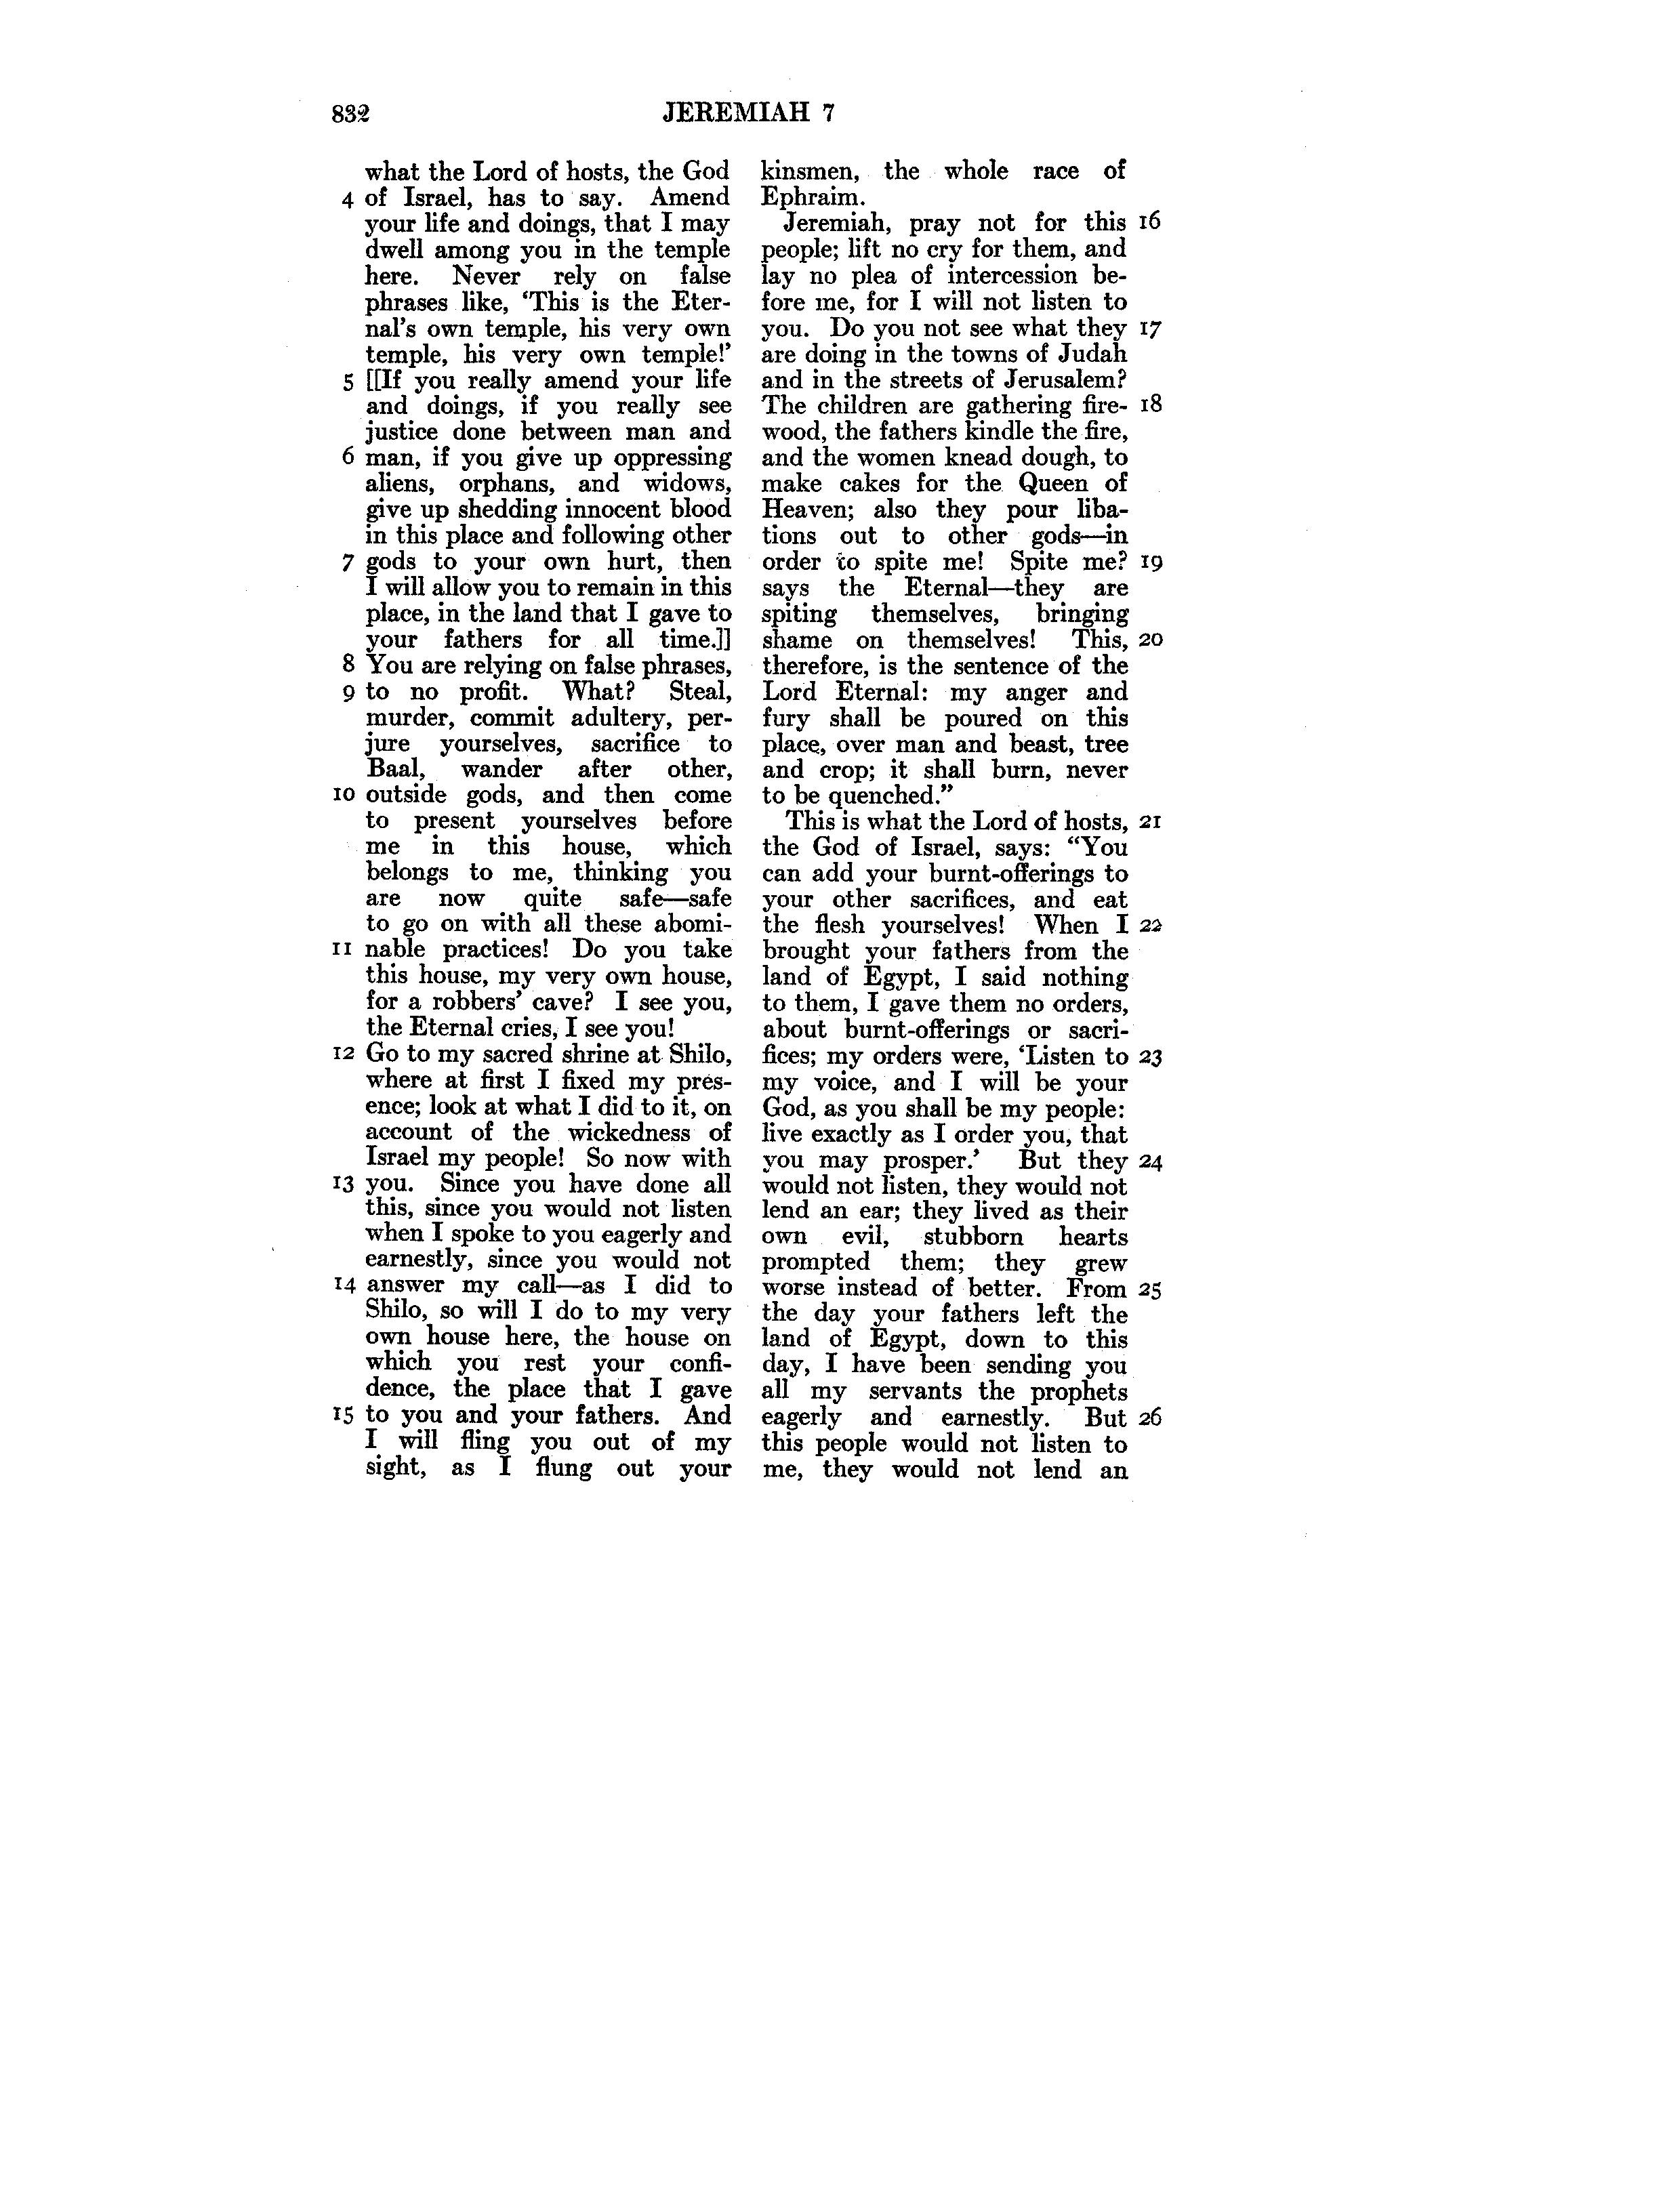 832
JEREMIAH 7
what the Lord of hosts, the God
4 of Israel, has to say. Amend
your life and doings, that I may
dwell among you in the temple
here. Never rely on false
phrases like, ‘This is the Eter-
nal’s own temple, his very own
temple, his very own temple!’
5 [[If you really amend your life
and doings, if you really see
justice done between man and
6 man, if you give up oppressing
aliens, orphans, and widows,
give up shedding innocent blood
in this place and following other
7 gods to your own hurt, then
I will allow you to remain in this
place, in the land that I gave to
your fathers for all time.]]
8 You are relying on false phrases,
9 to no profit. What? Steal,
murder, commit adultery, per-
jure yourselves, sacrifice to
Baal, wander after other,
10 outside gods, and then come
to present yourselves before
me in this house, which
belongs to me, thinking you
are now quite safe—safe
to go on with all these abomi-
11 nable practices! Do you take
this house, my very own house,
for a robbers’ cave? I see you,
the Eternal cries, I see you!
12 Go to my sacred shrine at Shilo,
where at first I fixed my pres-
ence; look at what I did to it, on
account of the wickedness of
Israel my people! So now with
13 you. Since you have done all
this, since you would not listen
when I spoke to you eagerly and
earnestly, since you would not
14 answer my call—as I did to
Shilo, so will I do to my very
own house here, the house on
which you rest your confi-
dence, the place that I gave
15 to you and your fathers. And
I will fling you out of my
sight, as I flung out your
kinsmen, the whole race of
Ephraim.
Jeremiah, pray not for this 16
people; lift no cry for them, and
lay no plea of intercession be-
fore me, for I will not listen to
you. Do you not see what they 17
are doing in the towns of Judah
and in the streets of Jerusalem?
The children are gathering fire- 18
wood, the fathers kindle the fire,
and the women knead dough, to
make cakes for the Queen of
Heaven; also they pour liba-
tions out to other gods—in
order to spite me! Spite me? 19
says the Eternal—they are
spiting themselves, bringing
shame on themselves! This, 20
therefore, is the sentence of the
Lord Eternal: my anger and
fury shall be poured on this
place, over man and beast, tree
and crop; it shall burn, never
to be quenched.”
This is what the Lord of hosts, 21
the God of Israel, says: “You
can add your burnt-offerings to
your other sacrifices, and eat
the flesh yourselves! When I 22
brought your fathers from the
land of Egypt, I said nothing
to them, I gave them no orders,
about burnt-offerings or sacri-
fices; my orders were, ‘Listen to 23
my voice, and I will be your
God, as you shall be my people:
live exactly as I order you, that
you may prosper.’ But they 24
would not listen, they would not
lend an ear; they lived as their
own evil, stubborn hearts
prompted them; they grew
worse instead of better. From 25
the day your fathers left the
land of Egypt, down to this
day, I have been sending you
all my servants the prophets
eagerly and earnestly. But 26
this people would not listen to
me, they would not lend an